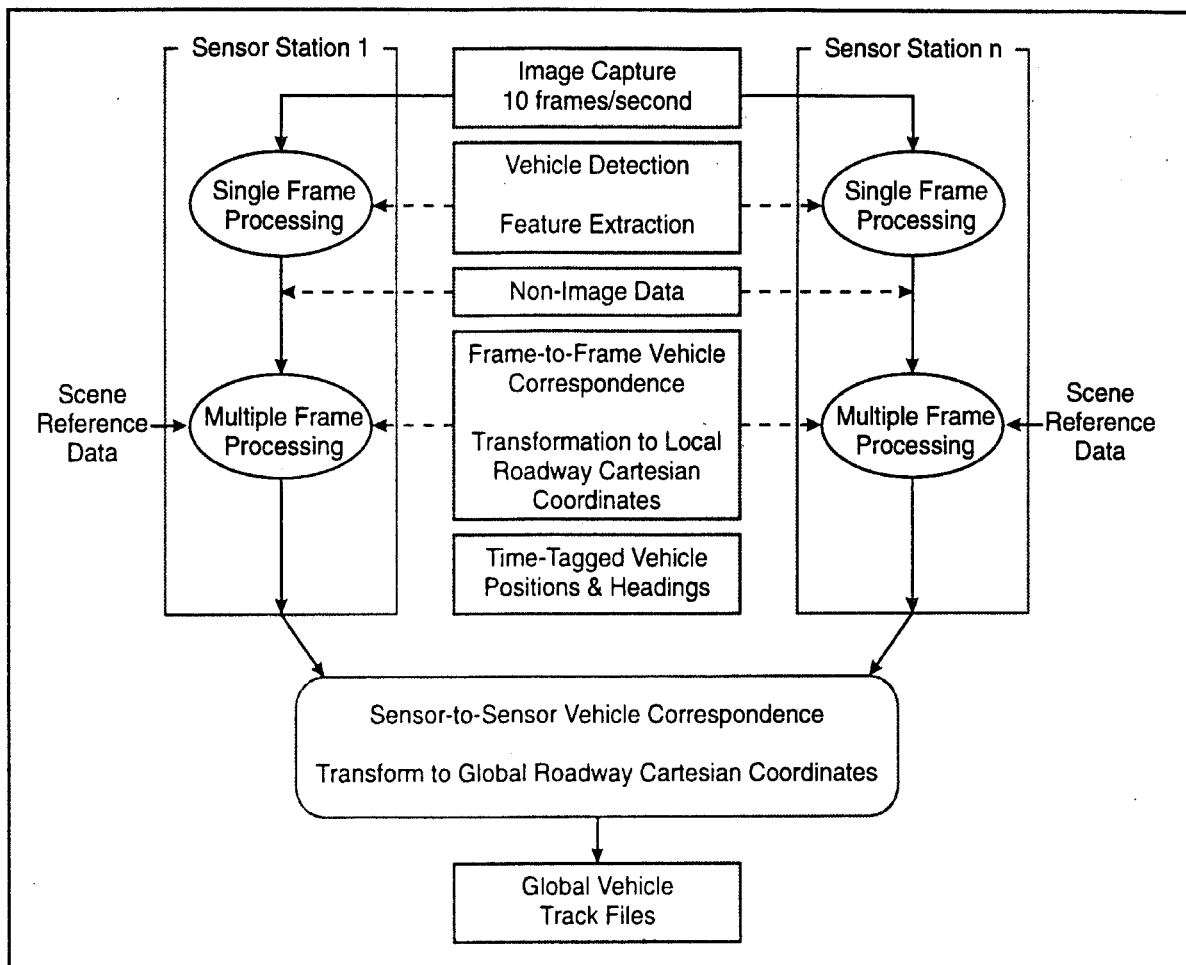 Sensor Station 1
Image Capture
10 frames/second
Sensor Station n
Single Frame
Processing
Vehicle Detection
Feature Extraction
Single Frame
Processing
Non-Image Data
Scene
Reference
Data
Multiple Frame
Processing
Frame-to-Frame Vehicle
Correspondence
Transformation to Local
Roadway Cartesian
Coordinates
Multiple Frame
Processing
Scene
Reference
Data
Time-Tagged Vehicle
Positions & Headings
Sensor-to-Sensor Vehicle Correspondence
Transform to Global Roadway Cartesian Coordinates
Global Vehicle
Track Files